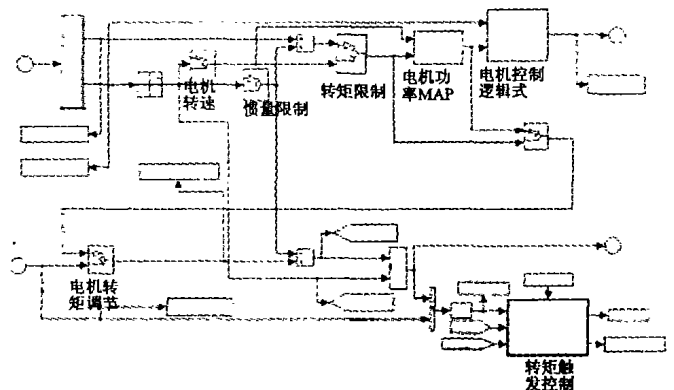 电机
转速
惯量限制
转矩限制
电机功
率MAP
电机控制
逻辑式
电机转
矩调节
转矩触
发控制